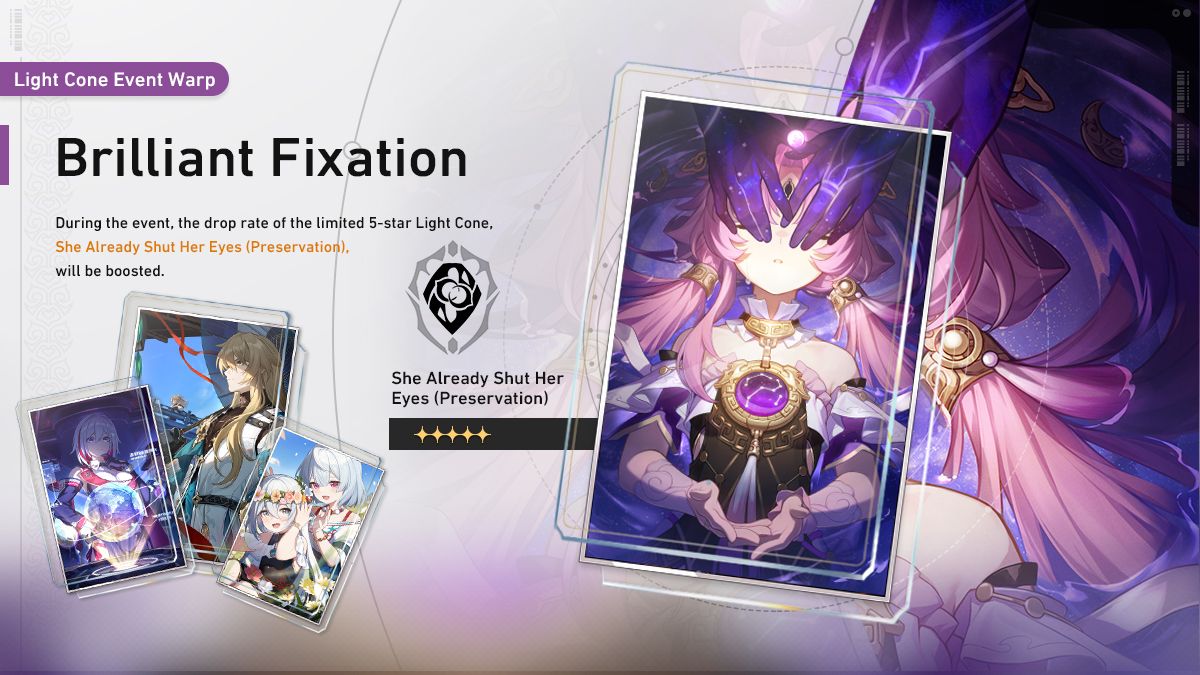 Light Cone Event Warp
Brilliant Fixation
During the event, the drop rate of the limited 5-star Light Cone,
She Already Shut Her Eyes (Preservation),
will be boosted.
She Already Shut Her
Eyes (Preservation)